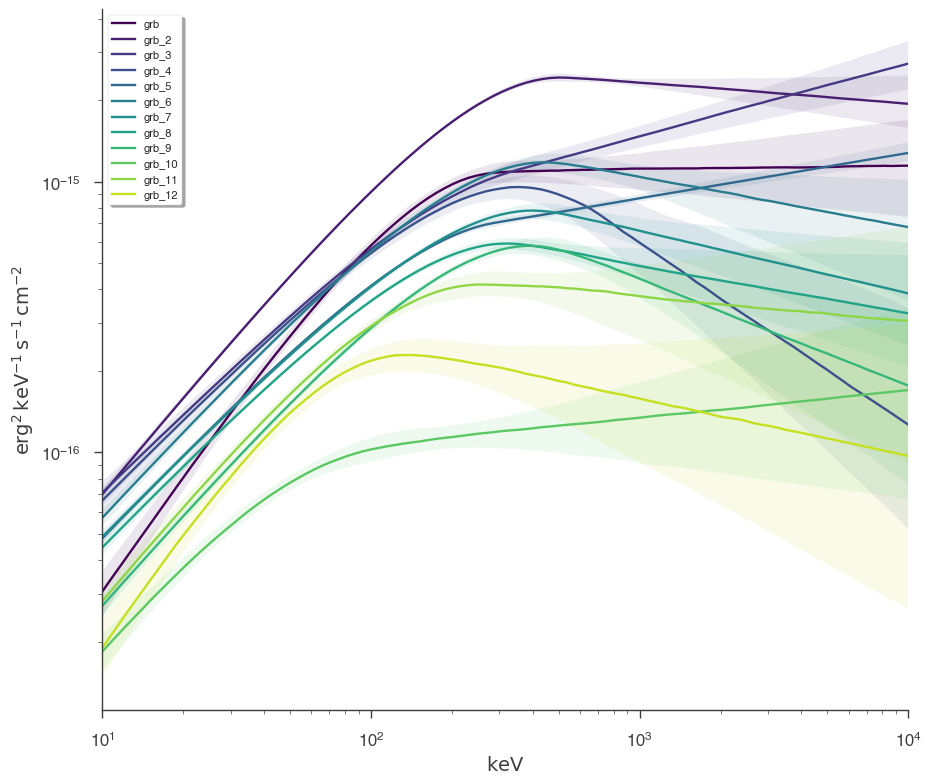 grb
grb_2
grb_3
grb_4
grb_5
grb_6
grb_7
grb_8
grb_9
grb_10
grb_11
grb_12
10⁻¹⁵
10⁻¹⁶
erg² keV⁻¹ s⁻¹ cm⁻²
10¹ 10² 10³ 10⁴
keV